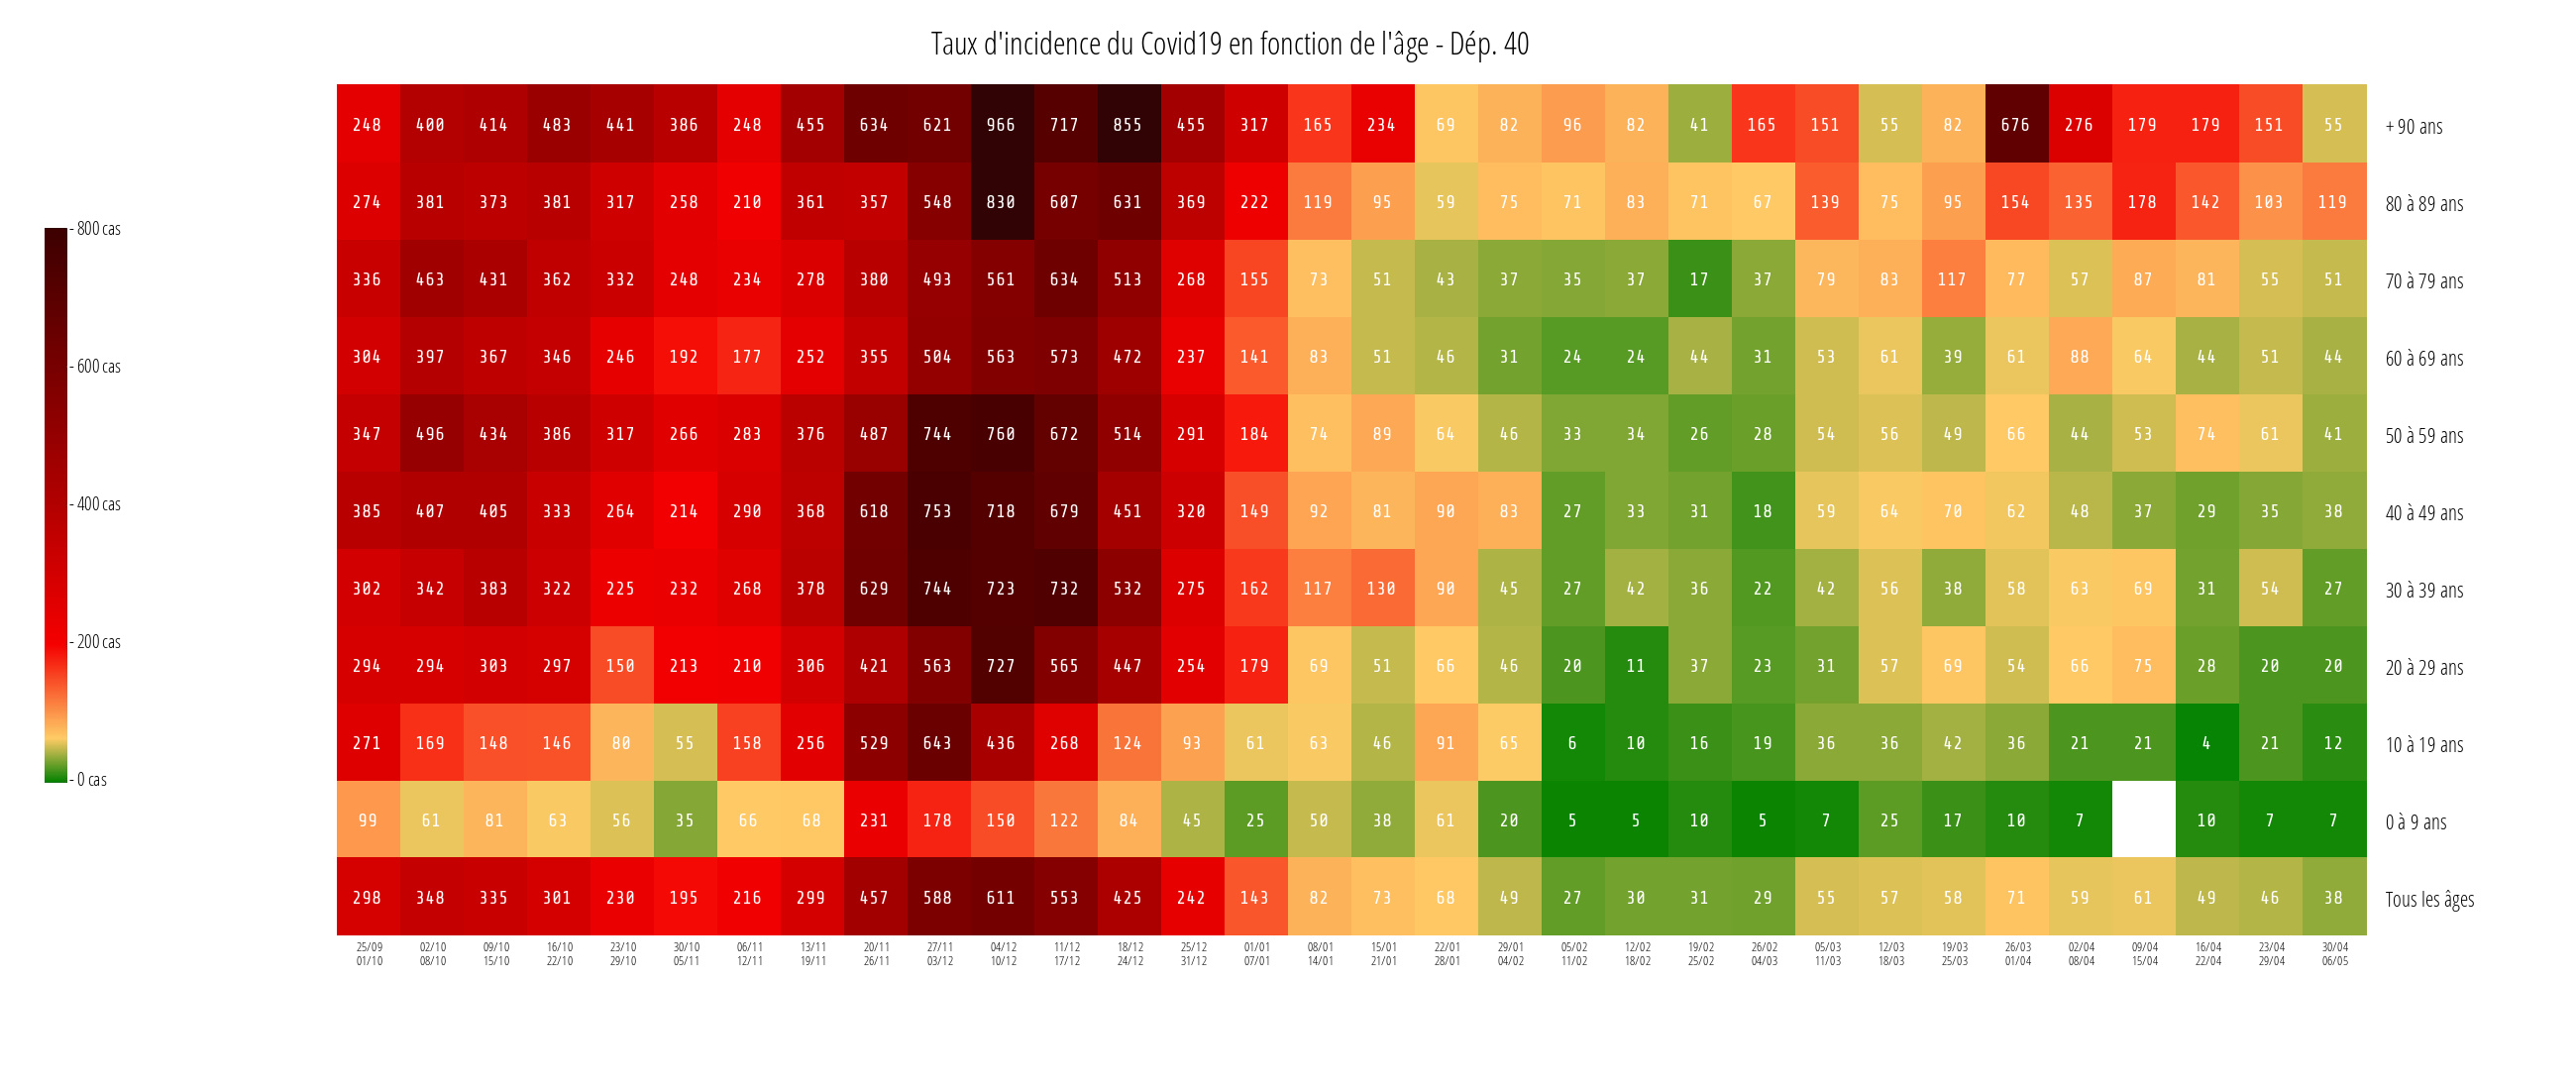 Taux d'incidence du Covid19 en fonction de l'âge - Dép. 40
- 800 cas
- 600 cas
- 400 cas
- 200 cas
- 0 cas
248 400 414 483 441 386 248 455 634 621 966 717 855 455 317 165 234 69 82 96 82 41 165 151 55 82 676 276 179 179 151 55 + 90 ans
274 381 373 381 317 258 210 361 357 548 830 607 631 369 222 119 95 59 75 71 83 71 67 139 75 95 154 135 178 142 103 119 80 à 89 ans
336 463 431 362 332 248 234 278 380 493 561 634 513 268 155 73 51 43 37 35 37 17 37 79 83 117 77 57 87 81 55 51 70 à 79 ans
304 397 367 346 246 192 177 252 355 504 563 573 472 237 141 83 51 46 31 24 24 44 31 53 61 39 61 88 64 44 51 44 60 à 69 ans
347 496 434 386 317 266 283 376 487 744 760 672 514 291 184 74 89 64 46 33 34 26 28 54 56 49 66 44 53 74 61 41 50 à 59 ans
385 407 405 333 264 214 290 368 618 753 718 679 451 320 149 92 81 90 83 27 33 31 18 59 64 70 62 48 37 29 35 38 40 à 49 ans
302 342 383 322 225 232 268 378 629 744 723 732 532 275 162 117 130 90 45 27 42 36 22 42 56 38 58 63 69 31 54 27 30 à 39 ans
294 294 303 297 150 213 210 306 421 563 727 565 447 254 179 69 51 66 46 20 11 37 23 31 57 69 54 66 75 28 20 20 20 à 29 ans
271 169 148 146 80 55 158 256 529 643 436 268 124 93 61 63 46 91 65 6 10 16 19 36 36 42 36 21 21 4 21 12 10 à 19 ans
99 61 81 63 56 35 66 68 231 178 150 122 84 45 25 50 38 61 20 5 5 10 5 7 25 17 10 7 10 7 7 0 à 9 ans
298 348 335 301 230 195 216 299 457 588 611 553 425 242 143 82 73 68 49 27 30 31 29 55 57 58 71 59 61 49 46 38 Tous les âges
25/09 02/10 09/10 16/10 23/10 30/10 06/11 13/11 20/11 27/11 04/12 11/12 18/12 25/12 01/01 08/01 15/01 22/01 29/01 05/02 12/02 19/02 26/02 05/03 12/03 19/03 26/03 02/04 09/04 16/04 23/04 30/04
01/10 08/10 15/10 22/10 29/10 05/11 12/11 19/11 26/11 03/12 10/12 17/12 24/12 31/12 07/01 14/01 21/01 28/01 04/02 11/02 18/02 25/02 04/03 11/03 18/03 25/03 01/04 08/04 15/04 22/04 29/04 06/05